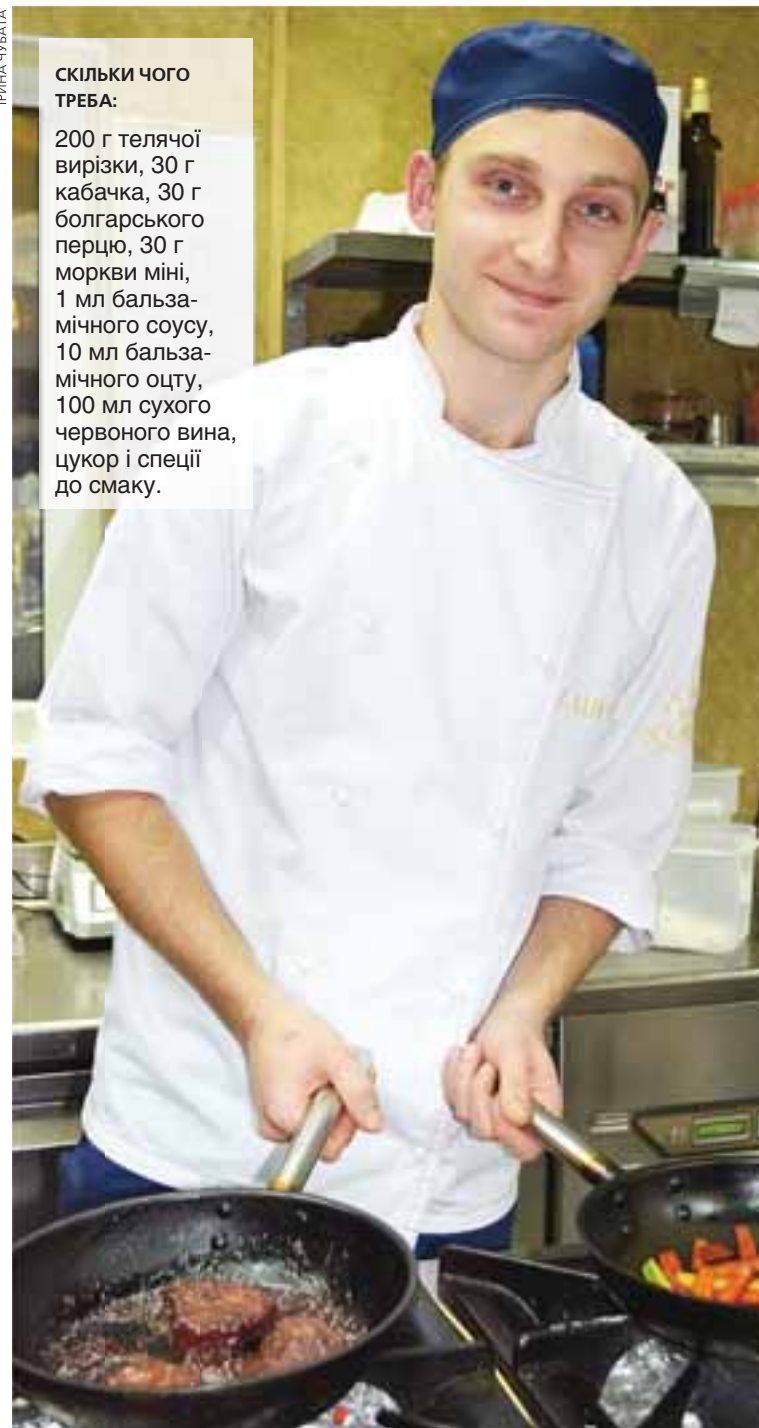 ІРИНА ЧУБАТА
СКІЛЬКИ ЧОГО
ТРЕБА:
200 г телячої
вирізки, 30 г
кабачка, 30 г
болгарського
перцю, 30 г
моркви міні,
1 мл бальза-
мічного соусу,
10 мл бальза-
мічного оцту,
100 мл сухого
червоного вина,
цукор і спеції
до смаку.